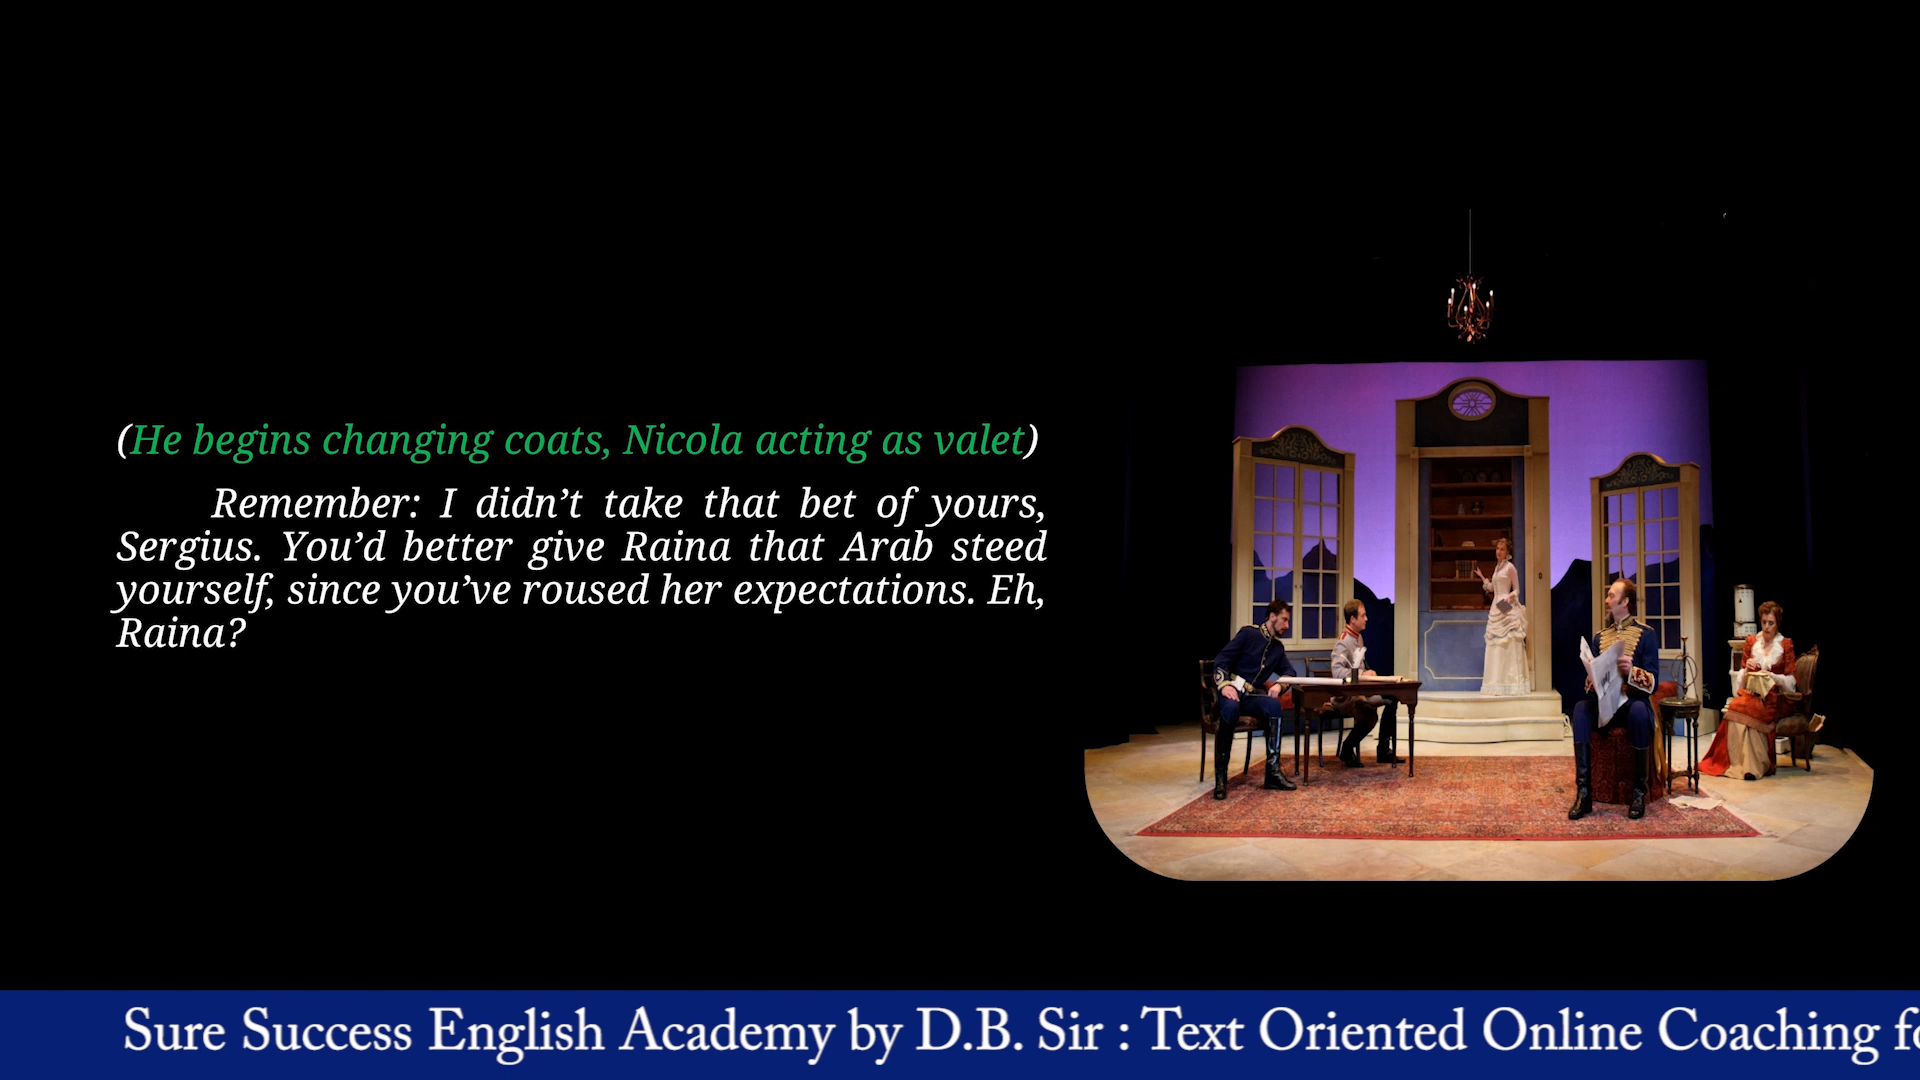 (He begins changing coats, Nicola acting as valet)
Remember: I didn’t take that bet of yours,
Sergius. You’d better give Raina that Arab steed
yourself, since you’ve roused her expectations. Eh,
Raina?
Sure Success English Academy by D.B. Sir : Text Oriented Online Coaching